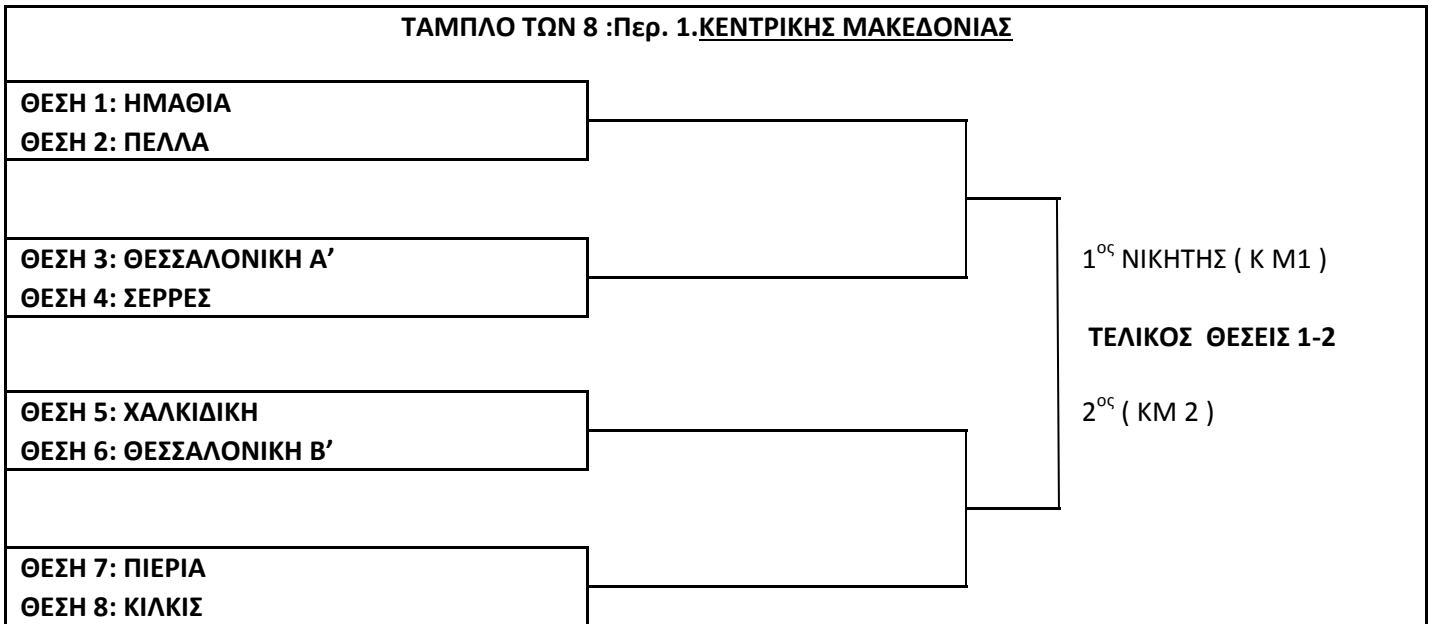 ΤΑΜΠΛΟ ΤΩΝ 8 :Περ. 1.ΚΕΝΤΡΙΚΗΣ ΜΑΚΕΔΟΝΙΑΣ
ΘΕΣΗ 1: ΗΜΑΘΙΑ
ΘΕΣΗ 2: ΠΕΛΛΑ
ΘΕΣΗ 3: ΘΕΣΣΑΛΟΝΙΚΗ Α’
ΘΕΣΗ 4: ΣΕΡΡΕΣ
1ος ΝΙΚΗΤΗΣ ( Κ Μ1 )
ΤΕΛΙΚΟΣ ΘΕΣΕΙΣ 1-2
ΘΕΣΗ 5: ΧΑΛΚΙΔΙΚΗ
ΘΕΣΗ 6: ΘΕΣΣΑΛΟΝΙΚΗ Β’
2ος ( ΚΜ 2 )
ΘΕΣΗ 7: ΠΙΕΡΙΑ
ΘΕΣΗ 8: ΚΙΛΚΙΣ